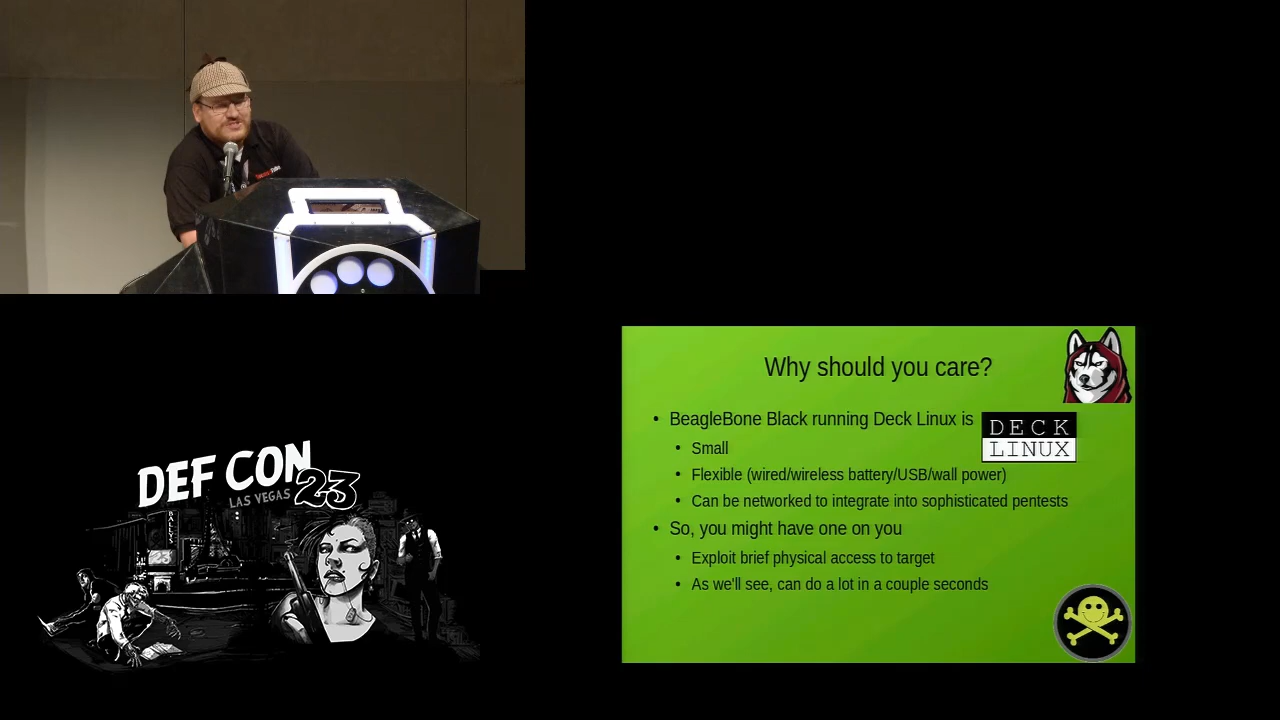 DEF CON
LAS VEGAS 23
BALLYS
23
Why should you care?
• BeagleBone Black running Deck Linux is
DECK
LINUX
• Small
• Flexible (wired/wireless battery/USB/wall power)
• Can be networked to integrate into sophisticated pentests
• So, you might have one on you
• Exploit brief physical access to target
• As we'll see, can do a lot in a couple seconds